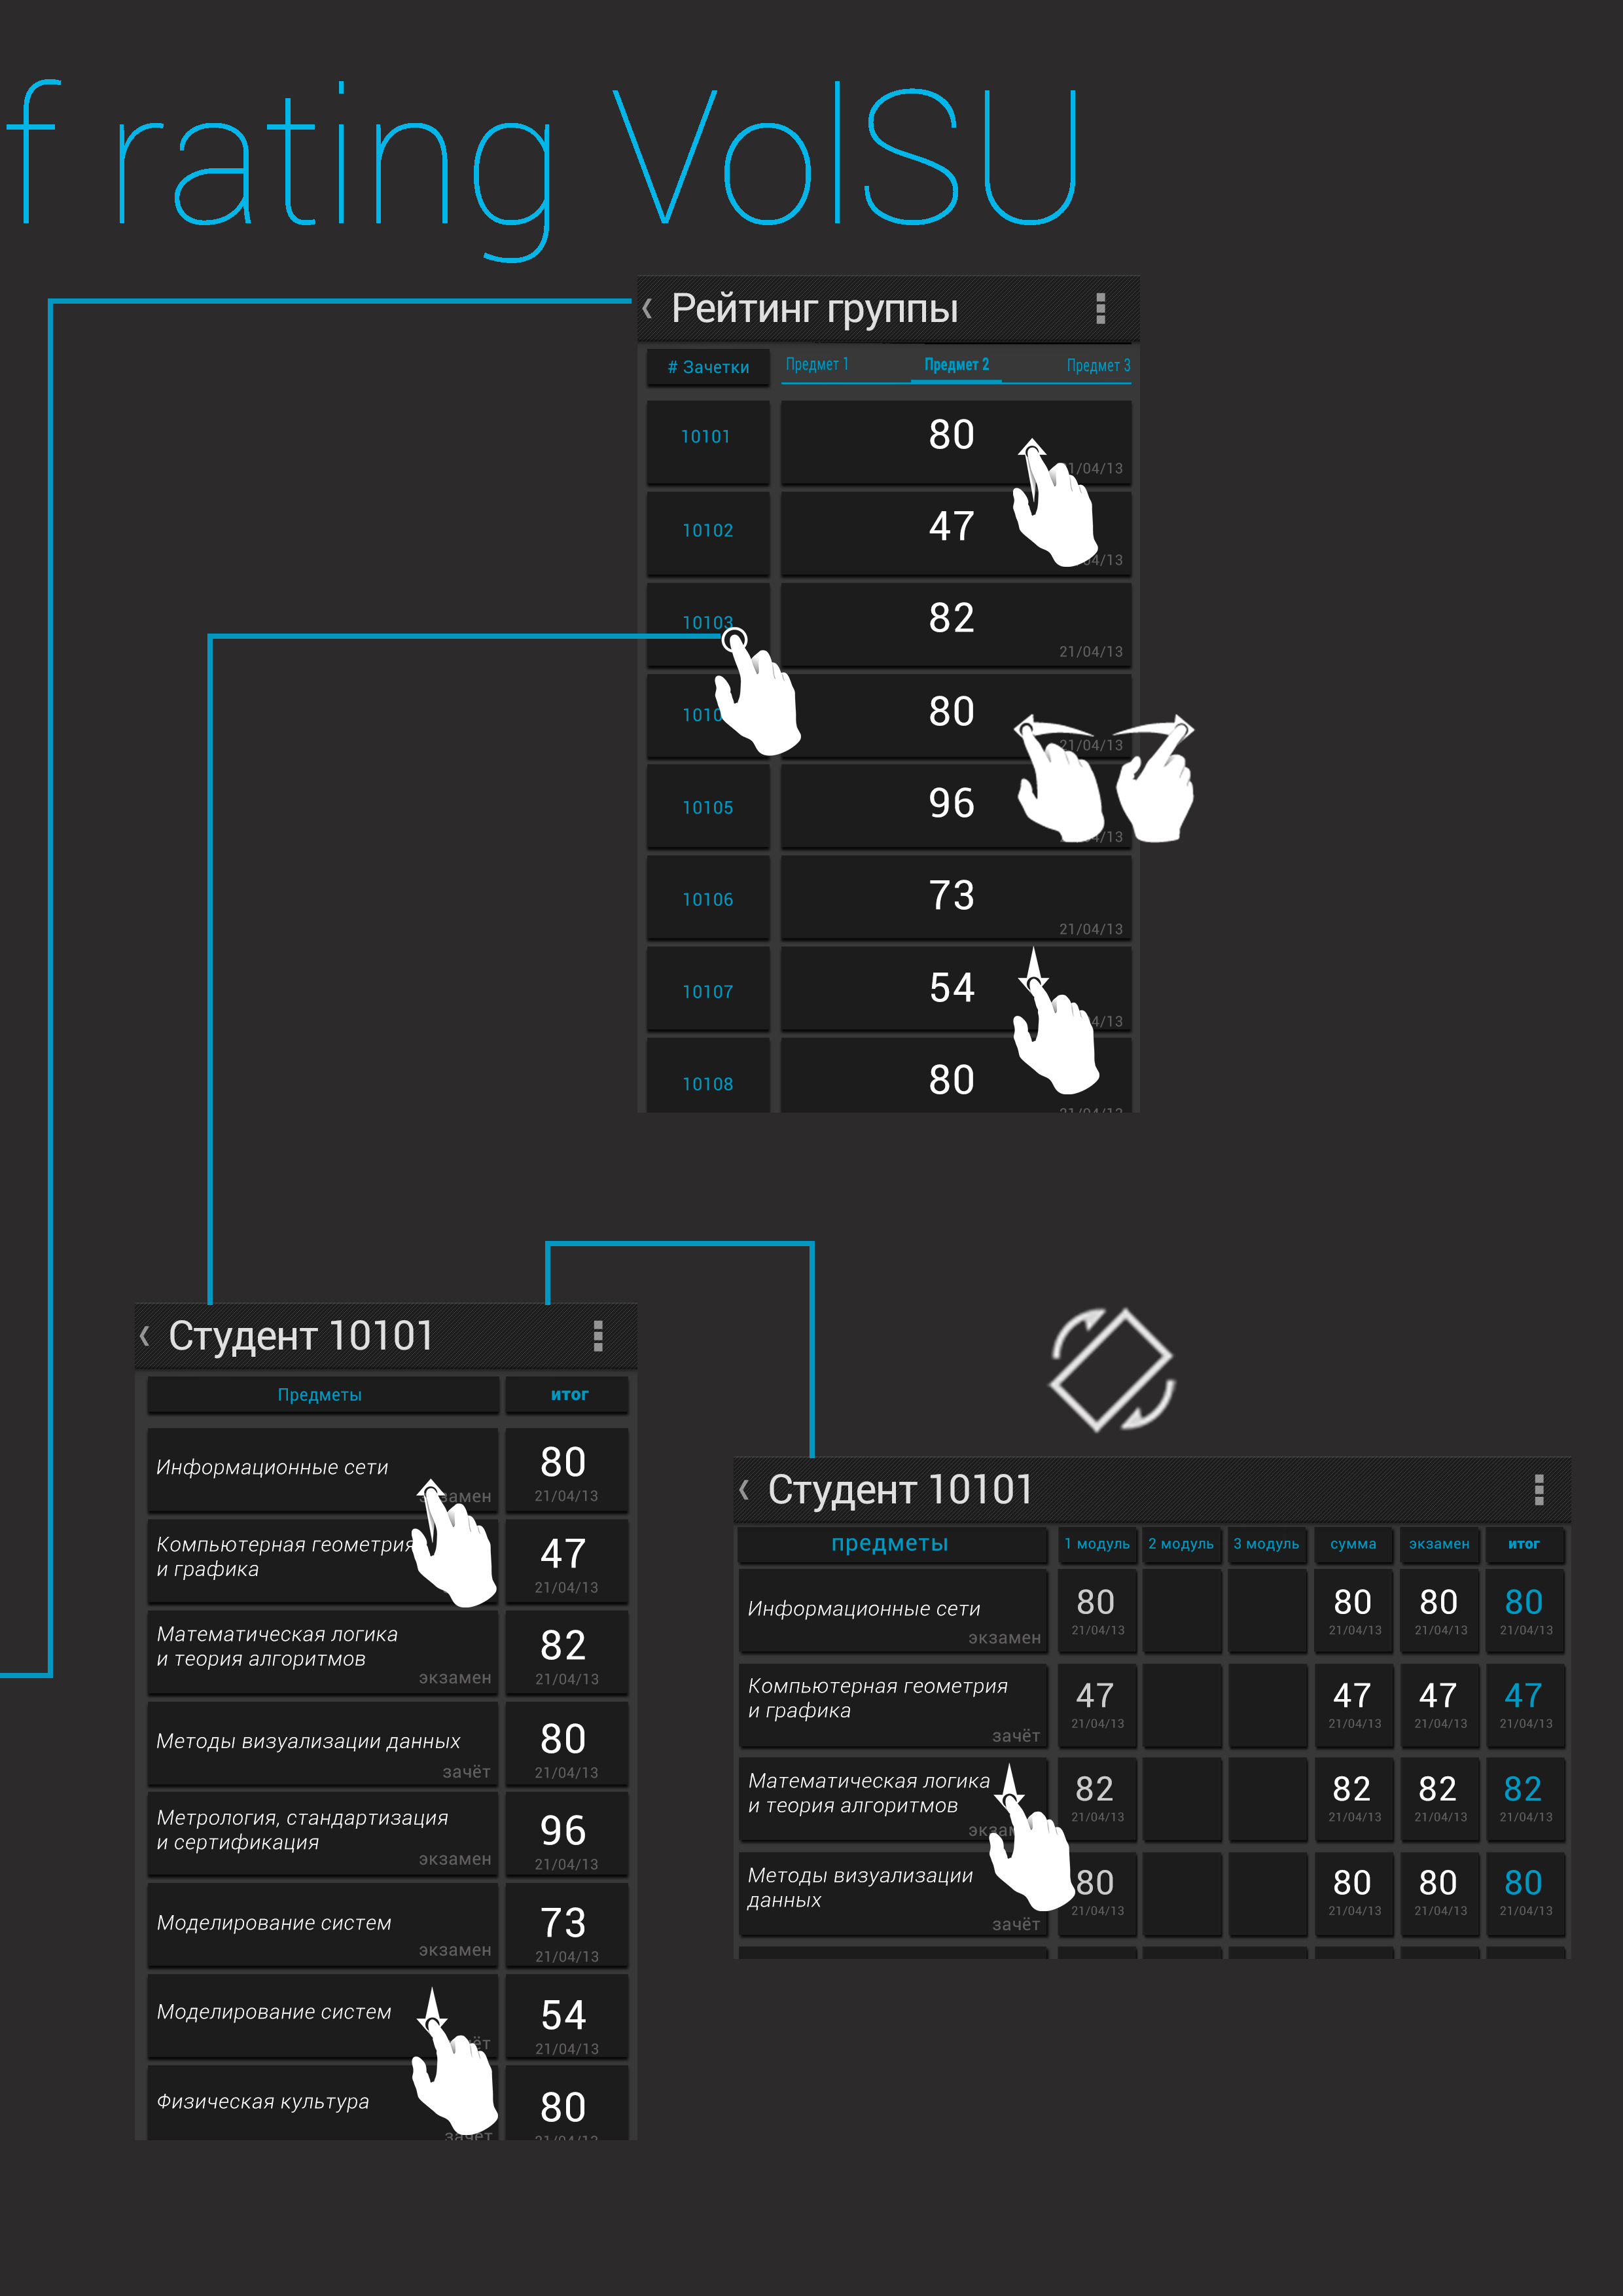 f rating VolSU
Рейтинг группы
# Зачетки
Предмет 1
Предмет 2
Предмет 3
10101
80
1/04/13
10102
47
04/13
10103
82
21/04/13
1010
80
21/04/13
10105
96
/13
10106
73
21/04/13
10107
54
4/13
10108
80
21/04/13
Студент 10101
Предметы
итог
Информационные сети
80
21/04/13
Компьютерная геометрия
и графика
47
21/04/13
Математическая логика
и теория алгоритмов
экзамен
82
21/04/13
Методы визуализации данных
зачёт
80
21/04/13
Метрология, стандартизация
и сертификация
экзамен
96
21/04/13
Моделирование систем
экзамен
73
21/04/13
Моделирование систем
54
21/04/13
Физическая культура
зачёт
80
21/04/13
Студент 10101
предметы
1 модуль
2 модуль
3 модуль
сумма
экзамен
итог
Информационные сети
экзамен
80
21/04/13
80
21/04/13
80
21/04/13
80
21/04/13
Компьютерная геометрия
и графика
зачёт
47
21/04/13
47
21/04/13
47
21/04/13
47
21/04/13
Математическая логика
и теория алгоритмов
82
21/04/13
82
21/04/13
82
21/04/13
82
21/04/13
Методы визуализации
данных
зачёт
80
21/04/13
80
21/04/13
80
21/04/13
80
21/04/13